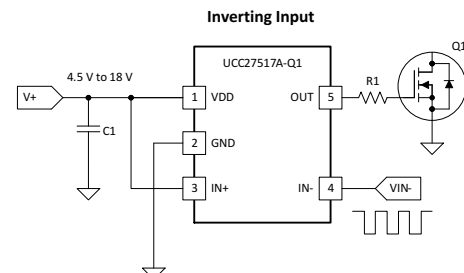 Inverting Input
Q1
4.5 V to 18 V
UCC27517A-Q1
R1
V+
1 VDD
OUT 5
C1
2 GND
3 IN+
IN- 4
VIN-